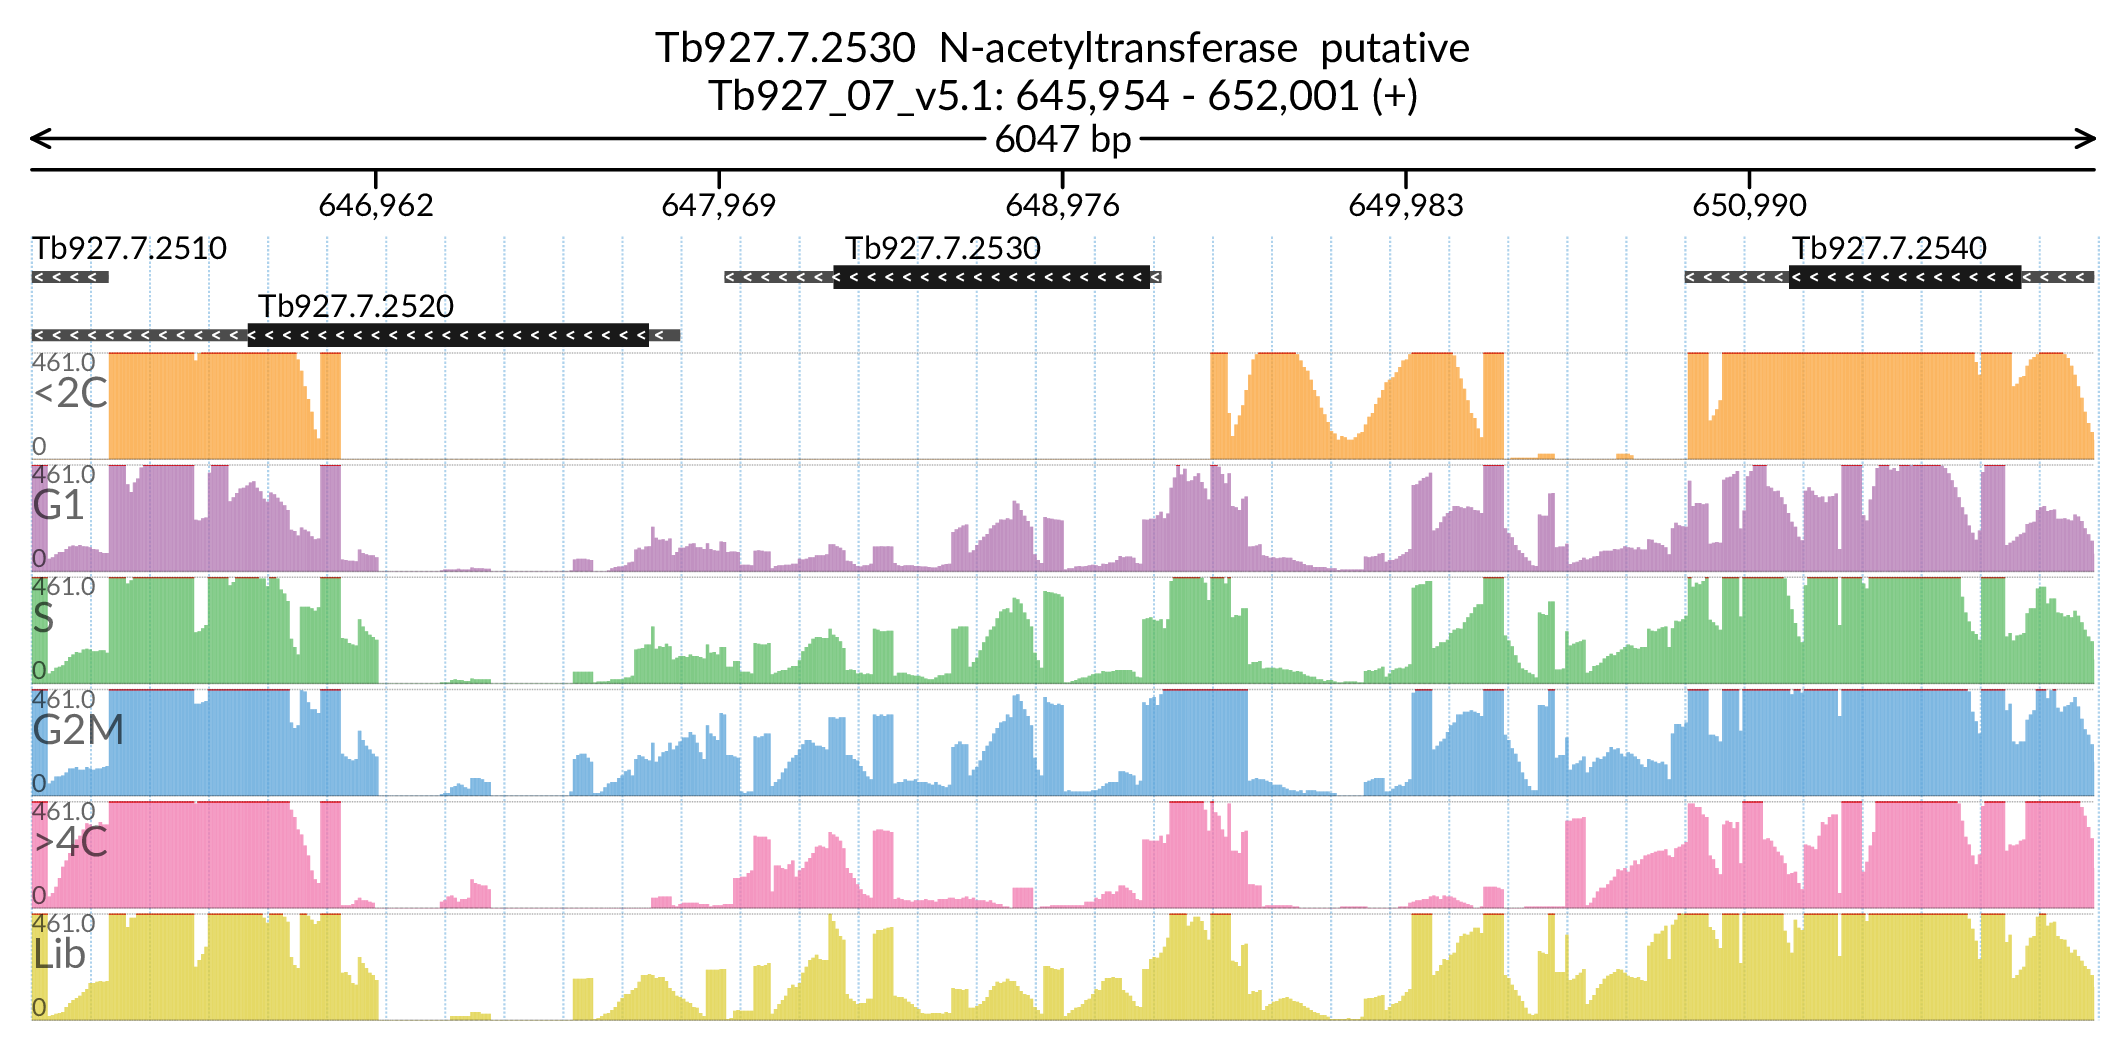 Tb927.7.2530 N-acetyltransferase putative
Tb927_07_v5.1: 645,954 - 652,001 (+)
6047 bp
646,962 647,969 648,976 649,983 650,990
Tb927.7.2510 Tb927.7.2530 Tb927.7.2540
Tb927.7.2520
461.0
<2C
0
461.0
G1
0
461.0
S
0
461.0
G2M
0
461.0
>4C
0
461.0
Lib
0